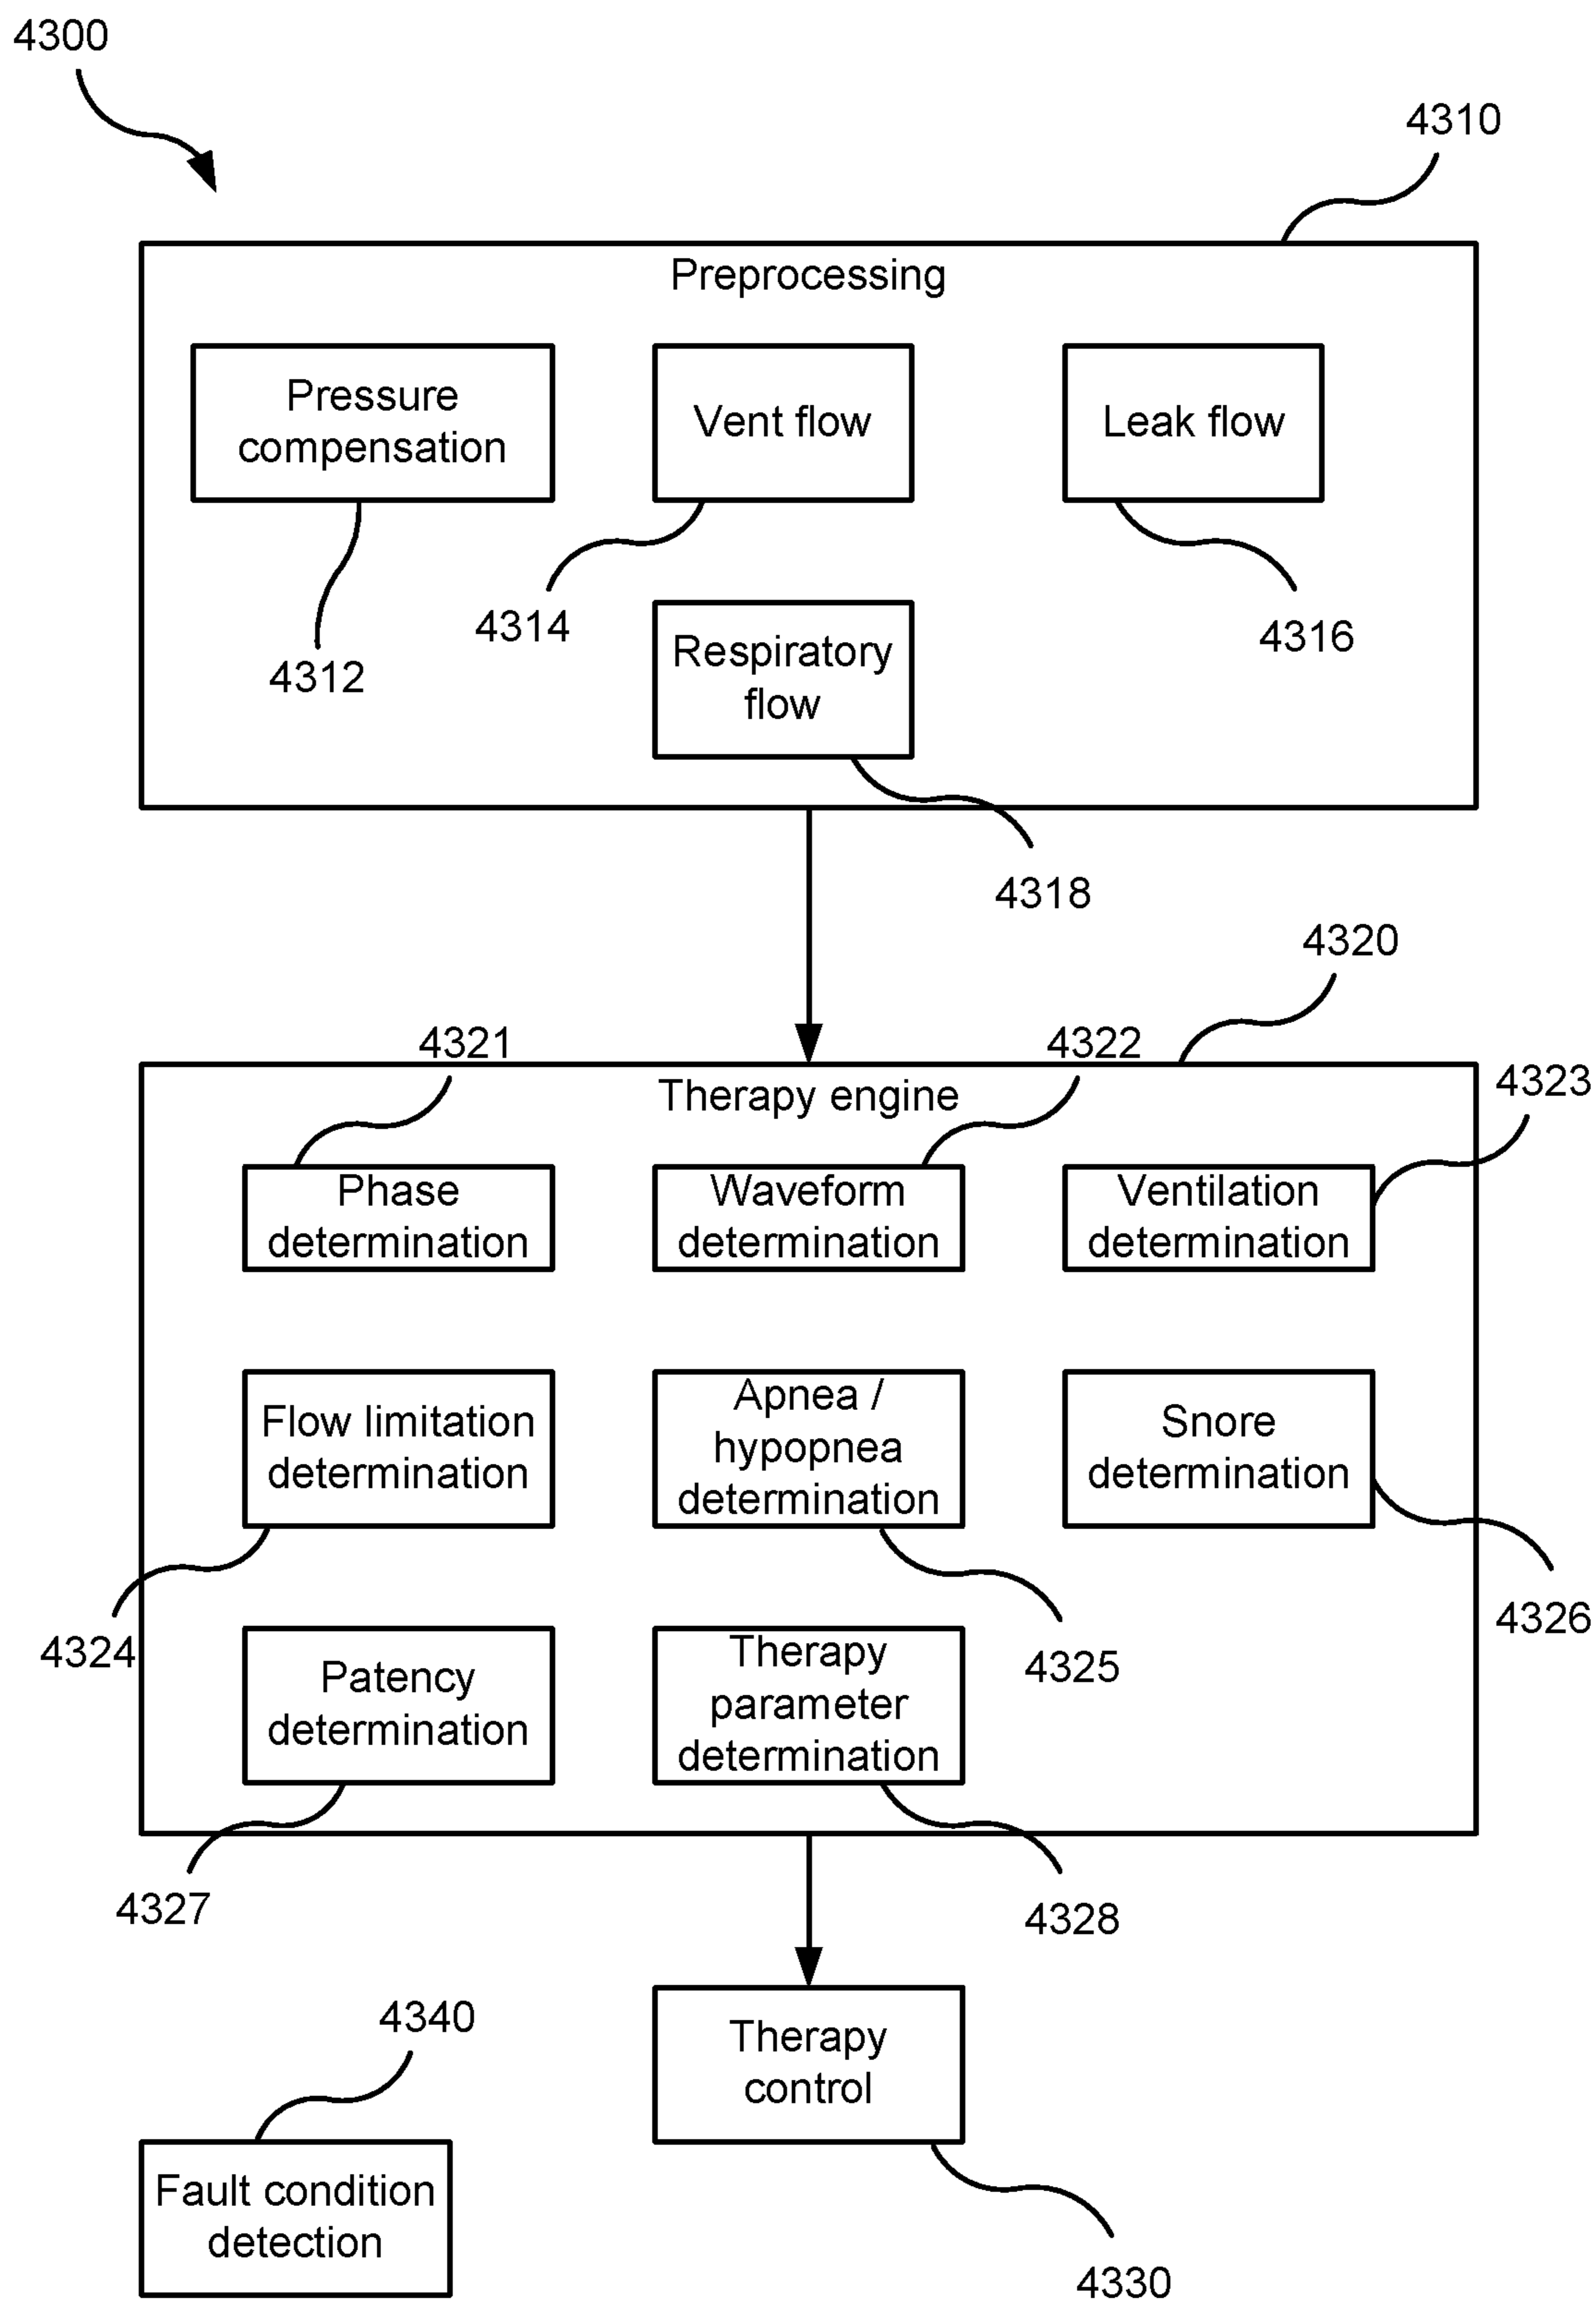 4300
4310
Preprocessing
Pressure
compensation
Vent flow
Leak flow
4312
4314
4316
Respiratory
flow
4318
4320
4321
4322
4323
Therapy engine
Phase
determination
Waveform
determination
Ventilation
determination
Flow limitation
determination
Apnea /
hypopnea
determination
Snore
determination
4324
4325
4326
Patency
determination
Therapy
parameter
determination
4327
4328
Therapy
control
4340
Fault condition
detection
4330